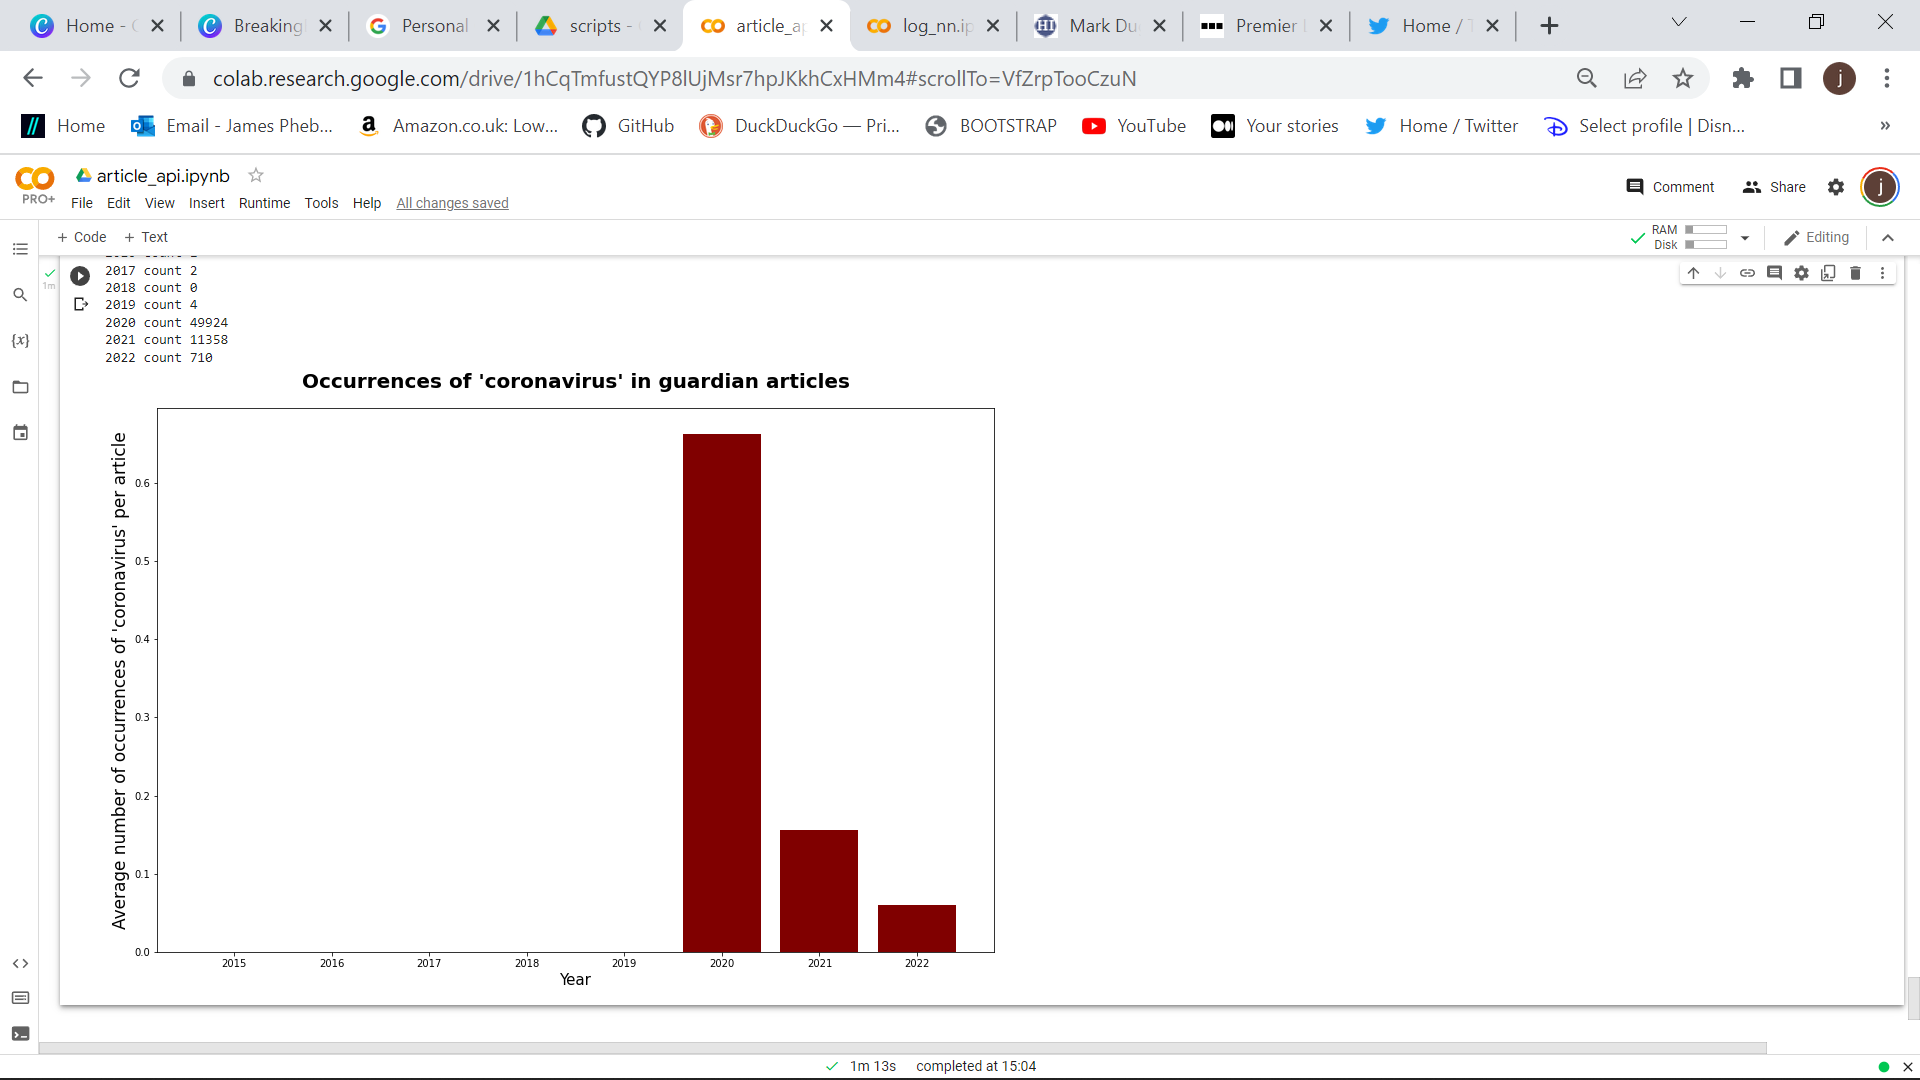 Home -
Breaking
Personal
scripts -
article_ap
log_nn.ip
Mark Du
Premier
Home /
colab.research.google.com/drive/1hCqTmfustQYP8lUjMsr7hpJKkhCxHMm4#scrollTo=VfZrpTooCzuN
j
Home
Email - James Pheb...
Amazon.co.uk: Low...
GitHub
DuckDuckGo — Pri...
BOOTSTRAP
YouTube
Your stories
Home / Twitter
Select profile | Disn...
»
PRO+
article_api.ipynb
File Edit View Insert Runtime Tools Help All changes saved
Comment
Share
j
+ Code + Text
RAM
Disk
Editing
1m
2017 count 2
2018 count 0
2019 count 4
2020 count 49924
2021 count 11358
2022 count 710
{x}
Occurrences of 'coronavirus' in guardian articles
Average number of occurrences of 'coronavirus' per article
0.6
0.5
0.4
0.3
0.2
0.1
0.0
2015 2016 2017 2018 2019 2020 2021 2022
Year
1m 13s completed at 15:04